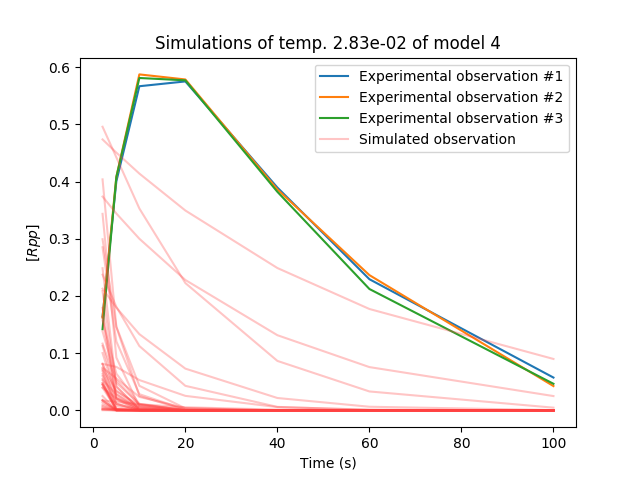 Simulations of temp. 2.83e-02 of model 4
Experimental observation #1
Experimental observation #2
Experimental observation #3
Simulated observation
0.6
0.5
0.4
0.3
0.2
0.1
0.0
[Rpp]
0
20
40
60
80
100
Time (s)